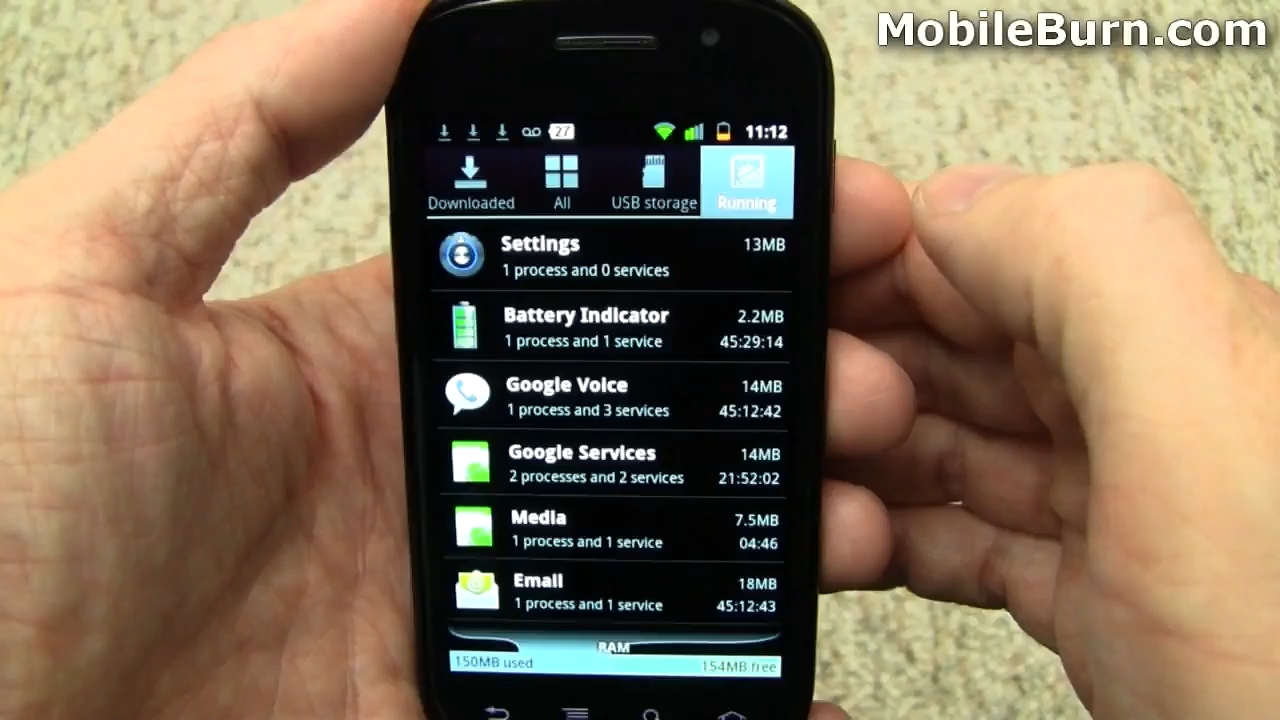 MobileBurn.com
27 11:12
Downloaded All USB storage Running
Settings 13MB
1 process and 0 services
Battery Indicator 2.2MB
1 process and 1 service 45:29:14
Google Voice 14MB
1 process and 3 services 45:12:42
Google Services 14MB
2 processes and 2 services 21:52:02
Media 7.5MB
1 process and 1 service 04:46
Email 18MB
1 process and 1 service 45:12:43
RAM
150MB used 154MB free